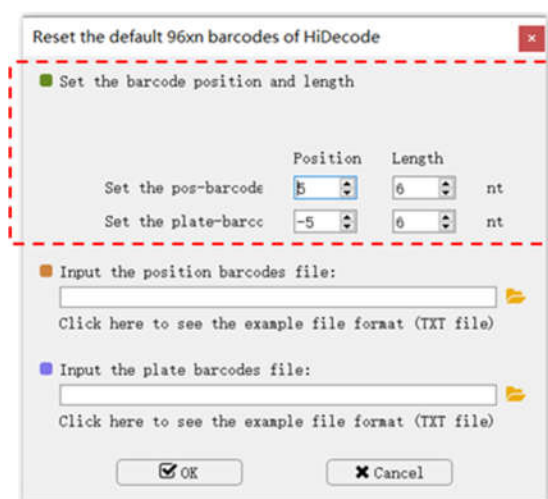 Reset the default 96xn barcodes of HiDecode
Set the barcode position and length
Position Length
Set the pos-barcode 5 6 nt
Set the plate-barcc -5 6 nt
Input the position barcodes file:
Click here to see the example file format (TXT file)
Input the plate barcodes file:
Click here to see the example file format (TXT file)
OK Cancel